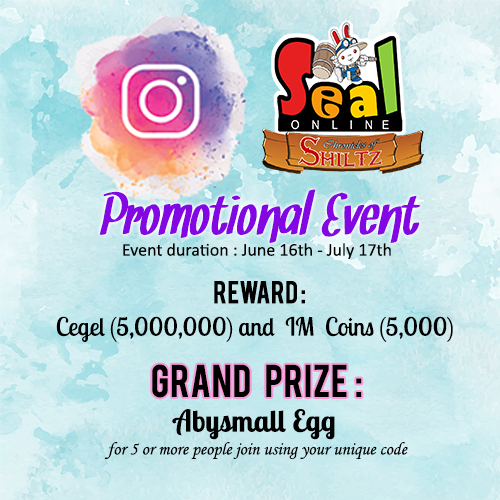 Seal
ONLINE
Chronicles of
SHILTZ
Promotional Event
Event duration : June 16th - July 17th
REWARD:
Cegel (5,000,000) and IM Coins (5,000)
GRAND PRIZE:
Abysmall Egg
for 5 or more people join using your unique code